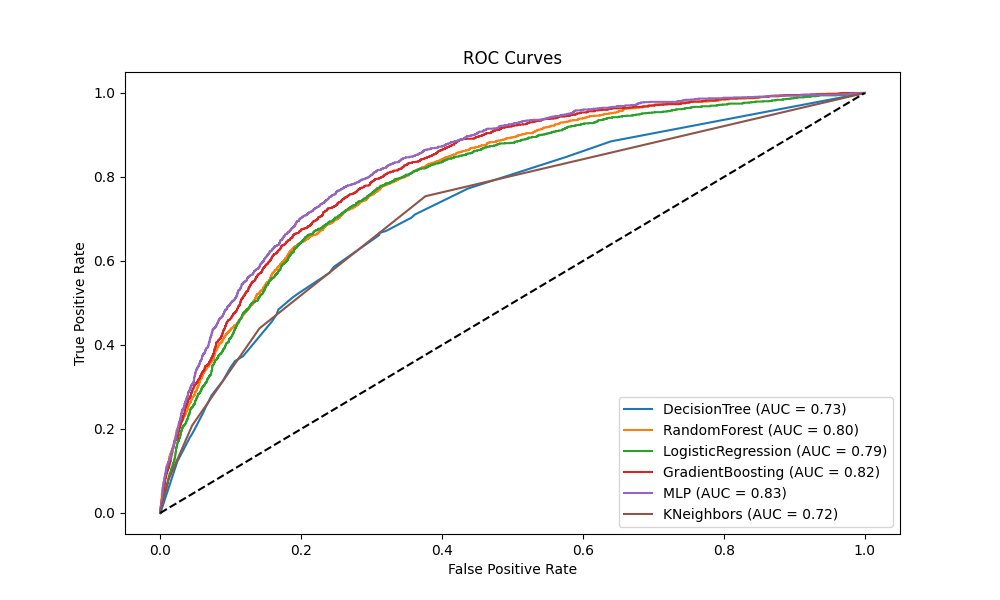 ROC Curves
True Positive Rate
1.0
0.8
0.6
0.4
0.2
0.0
DecisionTree (AUC = 0.73)
RandomForest (AUC = 0.80)
LogisticRegression (AUC = 0.79)
GradientBoosting (AUC = 0.82)
MLP (AUC = 0.83)
KNeighbors (AUC = 0.72)
0.0 0.2 0.4 0.6 0.8 1.0
False Positive Rate